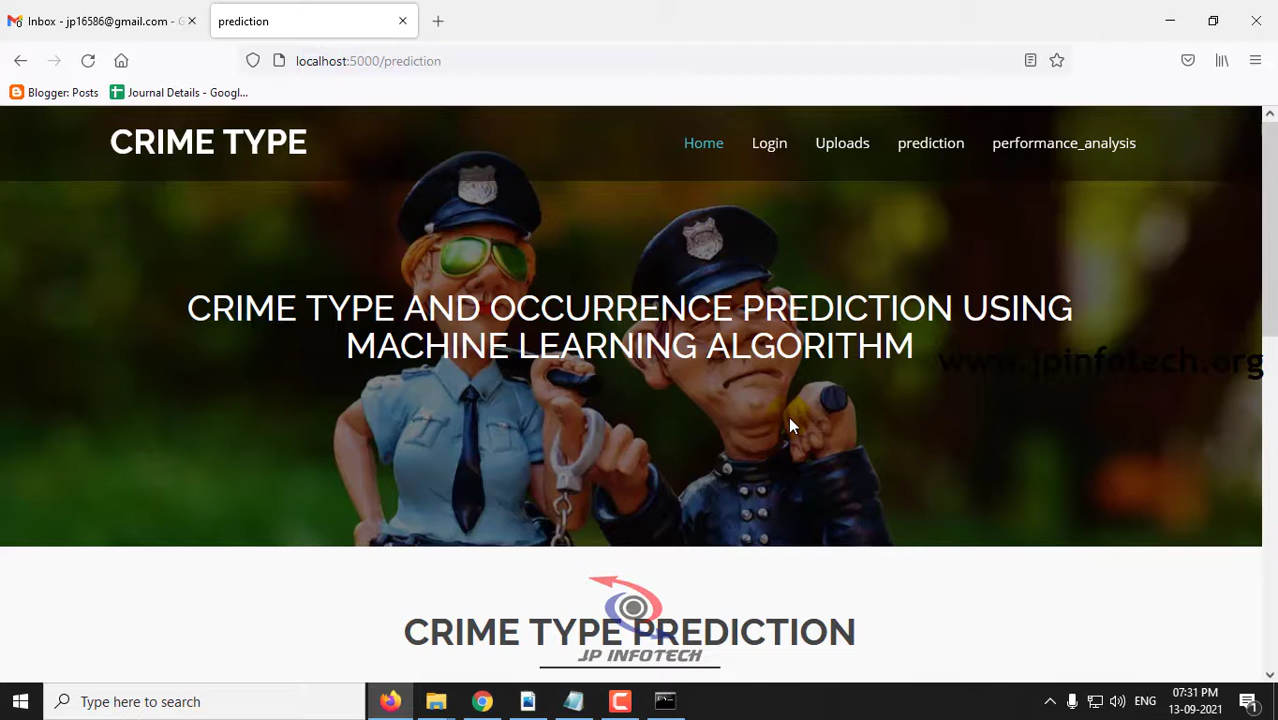 Inbox - jp16586@gmail.com - G
prediction
localhost:5000/prediction
Blogger: Posts
Journal Details - Googl...
CRIME TYPE
Home
Login
Uploads
prediction
performance_analysis
CRIME TYPE AND OCCURRENCE PREDICTION USING
MACHINE LEARNING ALGORITHM
www.jpinfotech.org
CRIME TYPE PREDICTION
JP INFOTECH
Type here to search
ENG
07:31 PM
13-09-2021
1